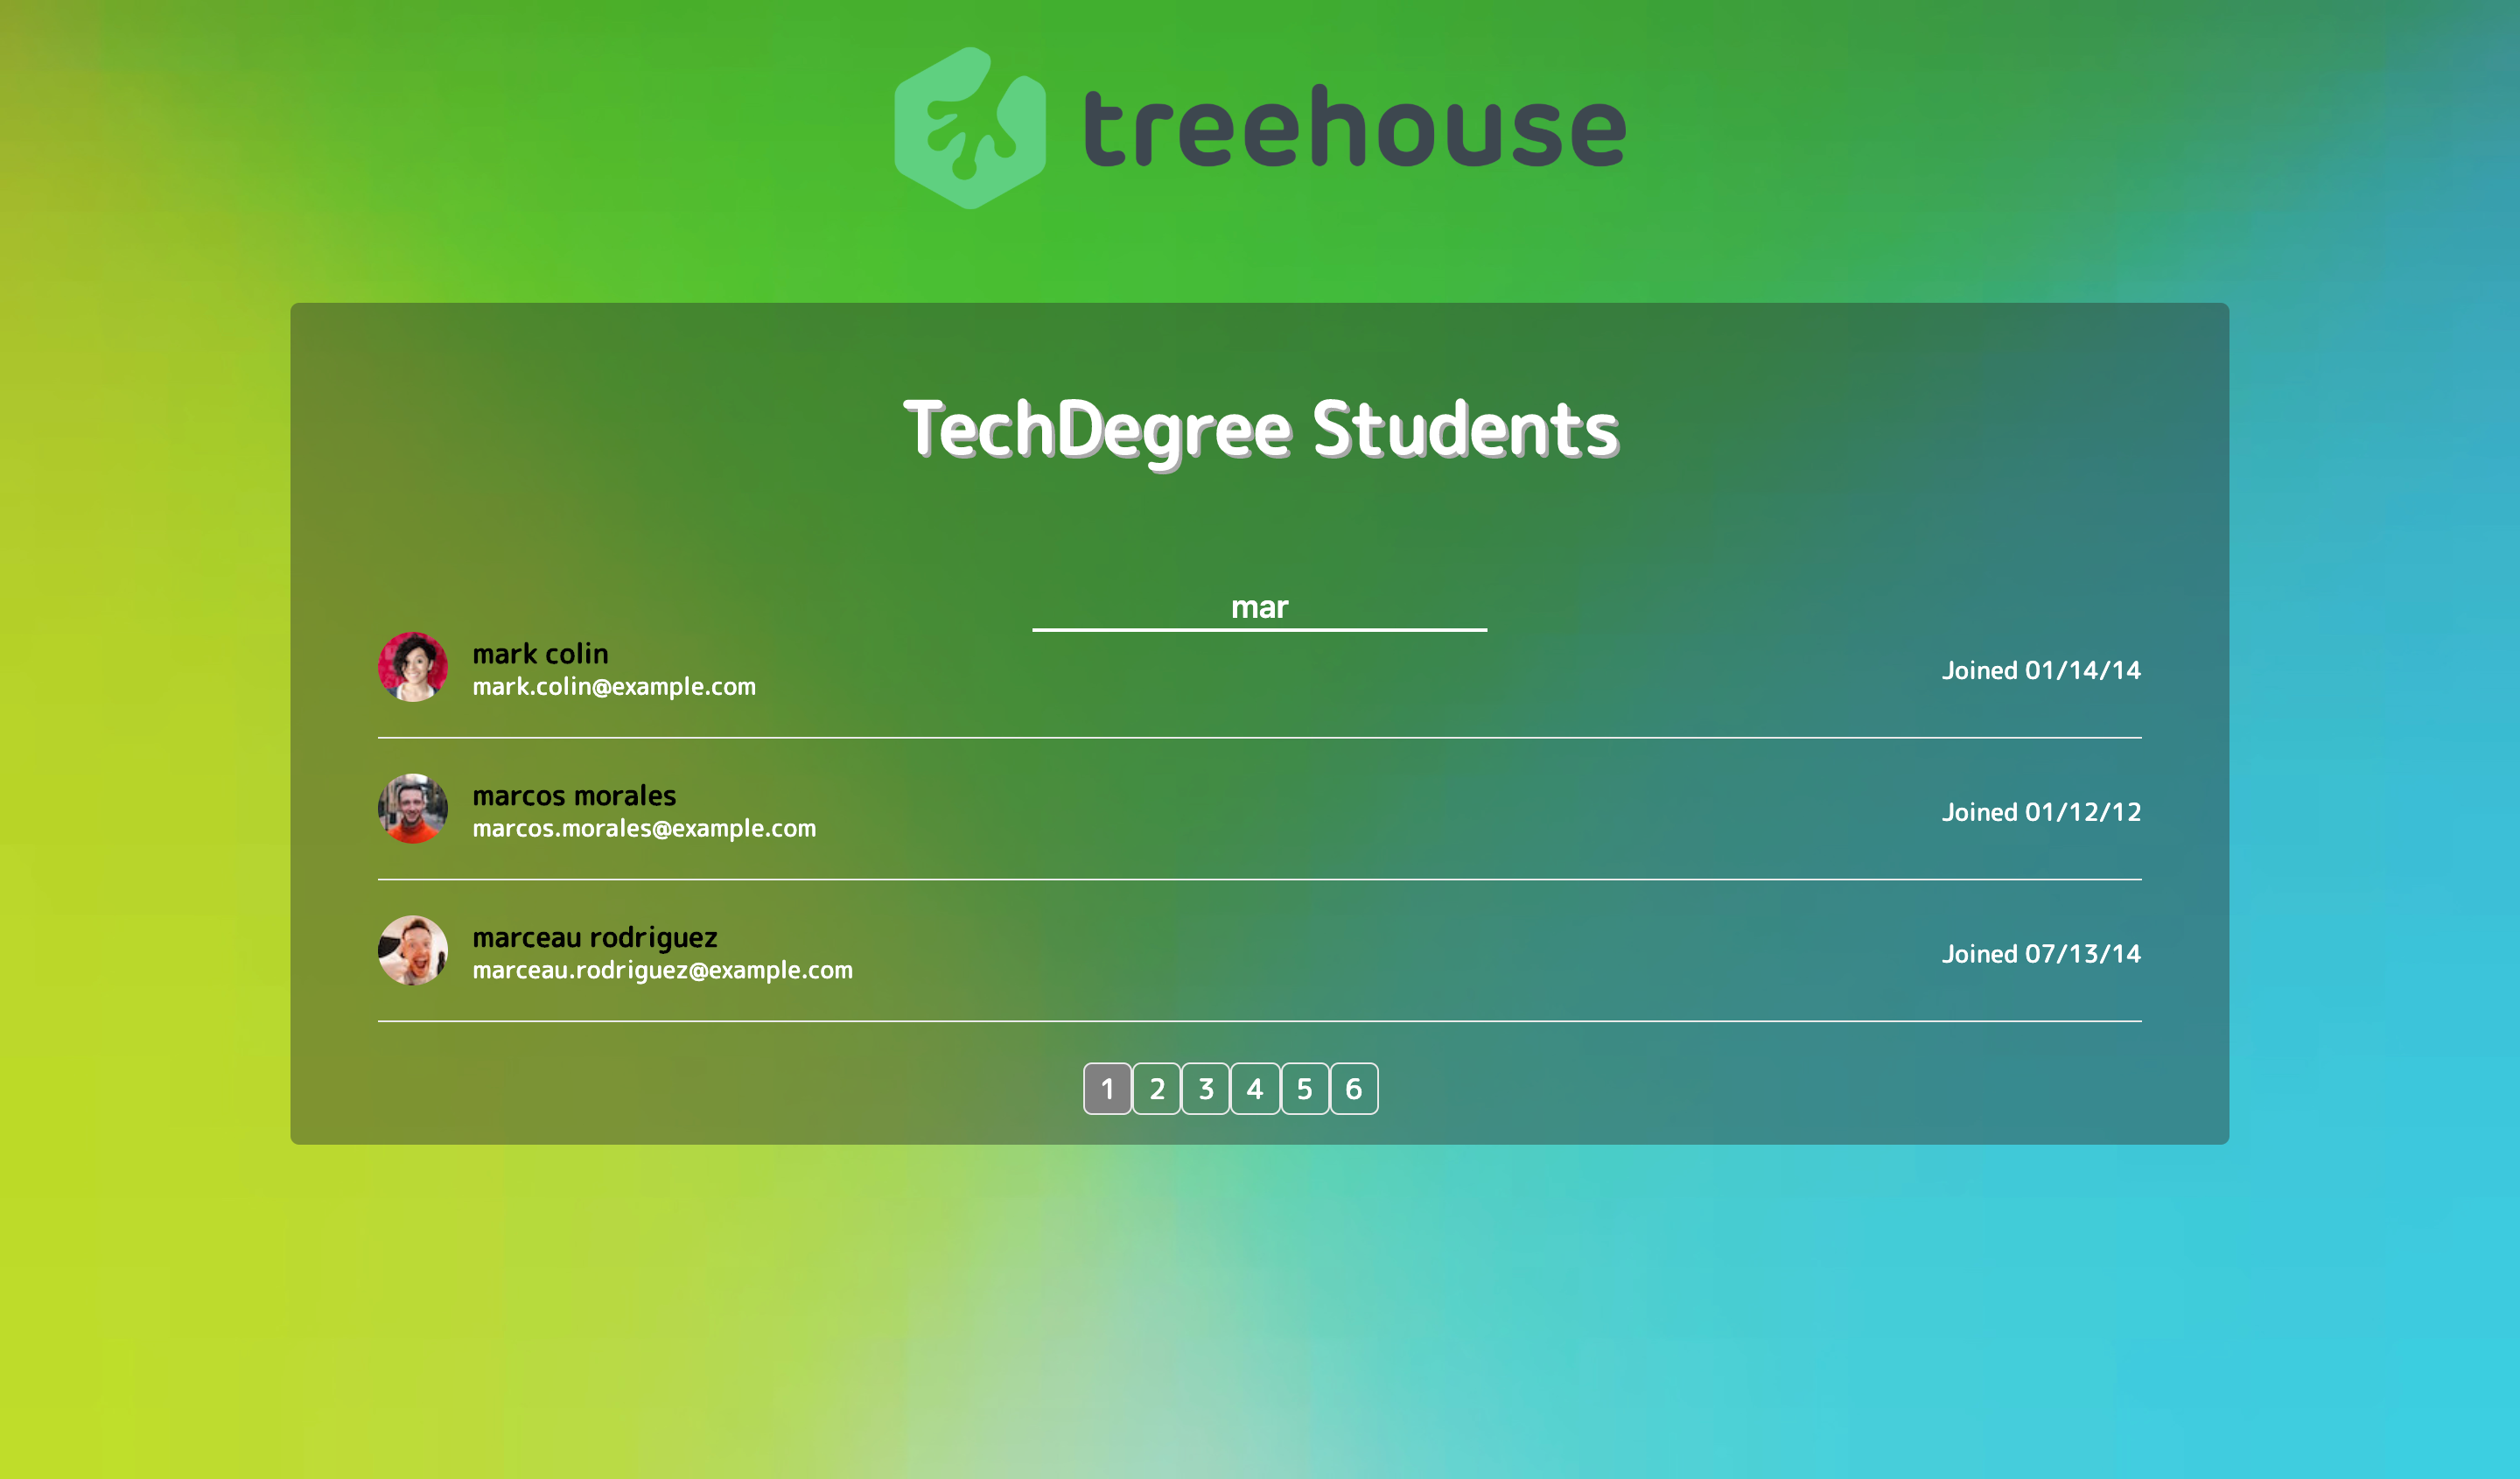 treehouse
TechDegree Students
mar
mark colin
mark.colin@example.com
Joined 01/14/14
marcos morales
marcos.morales@example.com
Joined 01/12/12
marceau rodriguez
marceau.rodriguez@example.com
Joined 07/13/14
1 2 3 4 5 6